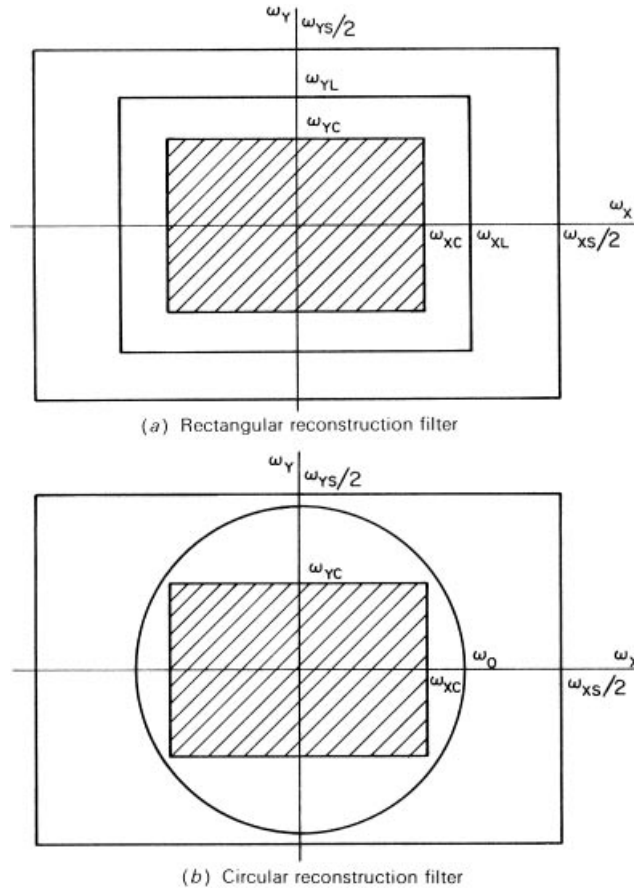 ω_Y ω_YS/2
ω_YL
ω_YC
ω_X
ω_XC ω_XL ω_XS/2
(a) Rectangular reconstruction filter
ω_Y ω_YS/2
ω_YC
ω_O ω_X
ω_XC ω_XS/2
(b) Circular reconstruction filter